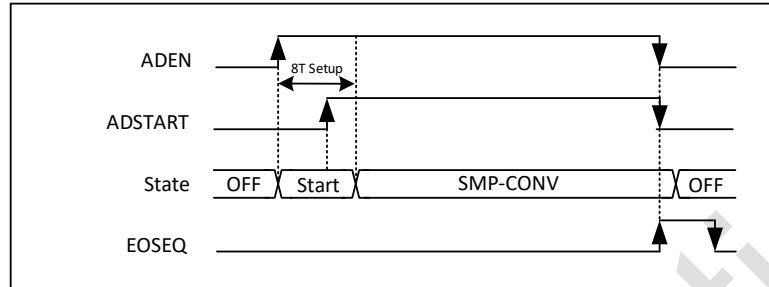 ADEN
8T Setup
ADSTART
State OFF Start SMP-CONV OFF
EOSEQ